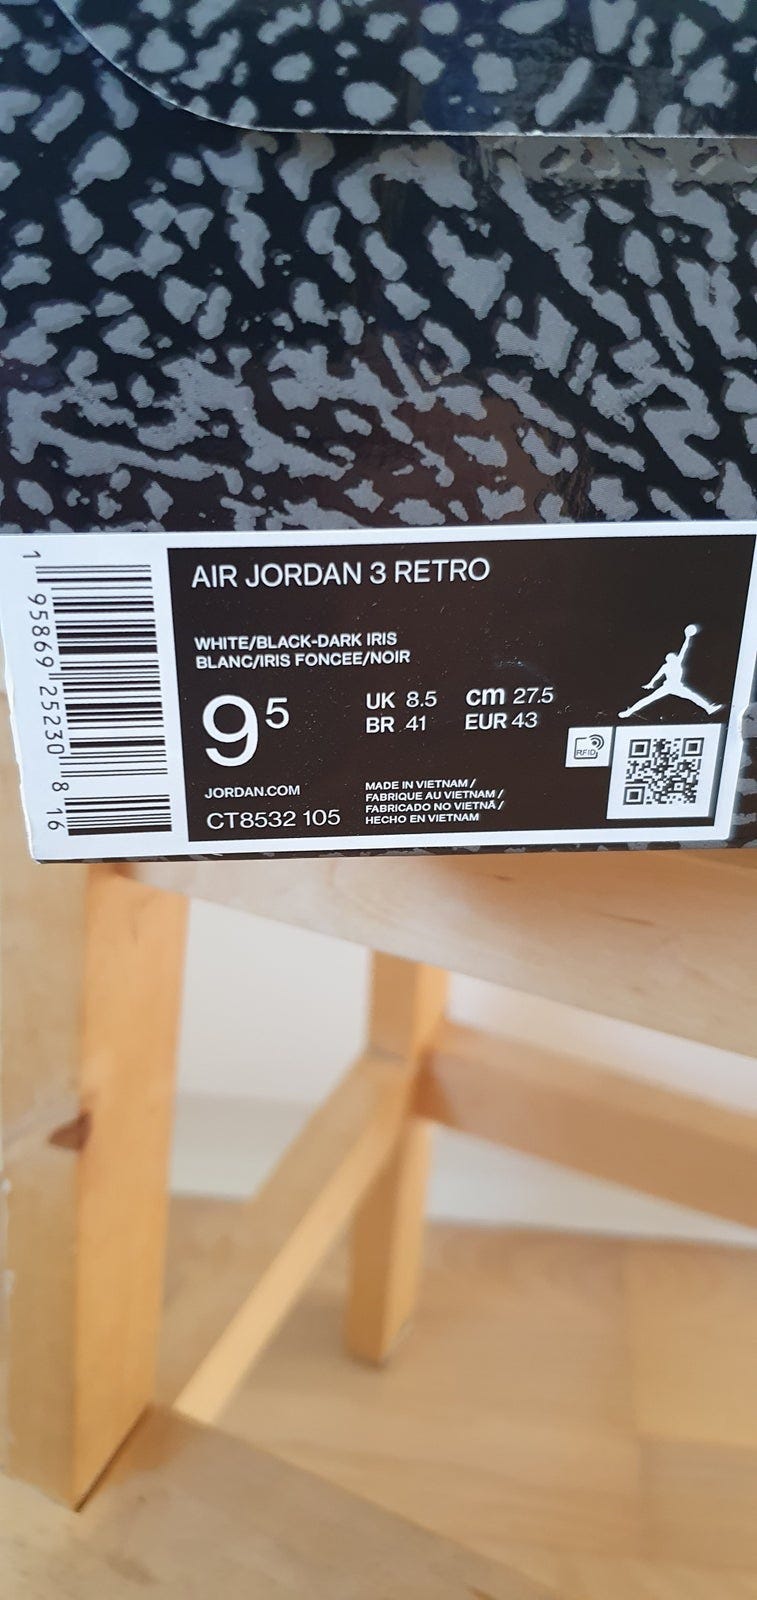 AIR JORDAN 3 RETRO
WHITE/BLACK-DARK IRIS
BLANC/IRIS FONCEE/NOIR
9 5
UK 8.5 cm 27.5
BR 41 EUR 43
RFID
JORDAN.COM
CT8532 105
MADE IN VIETNAM /
FABRIQUE AU VIETNAM /
FABRICADO NO VIETNÃ /
HECHO EN VIETNAM
1 95869 25230 8 16